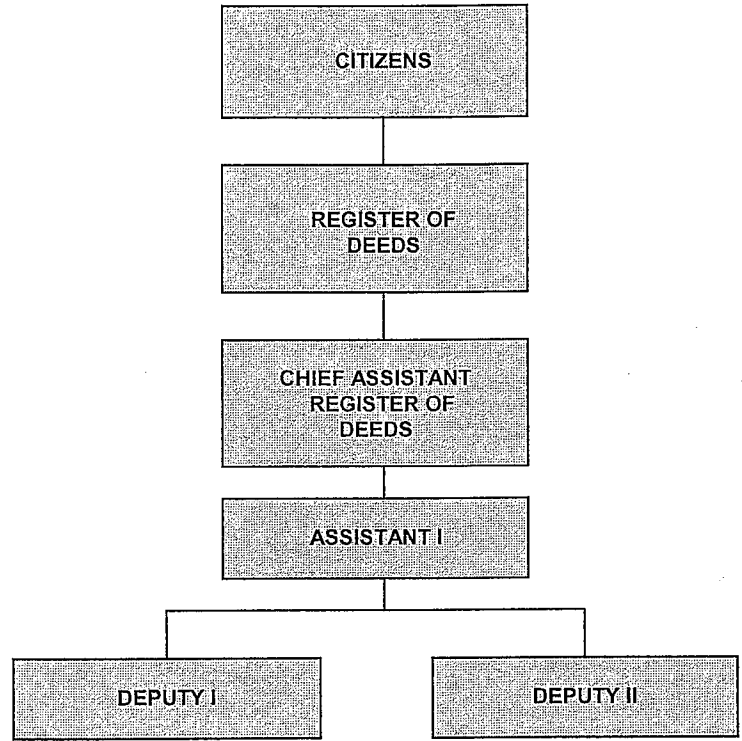 CITIZENS
REGISTER OF
DEEDS
CHIEF ASSISTANT
REGISTER OF
DEEDS
ASSISTANT I
DEPUTY I
DEPUTY II